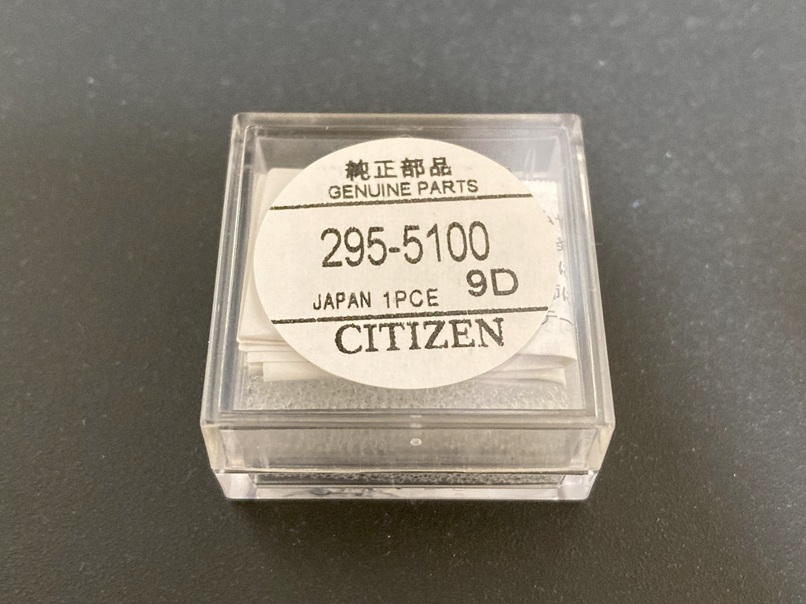 純正部品
GENUINE PARTS
295-5100
JAPAN 1PCE 9D
CITIZEN